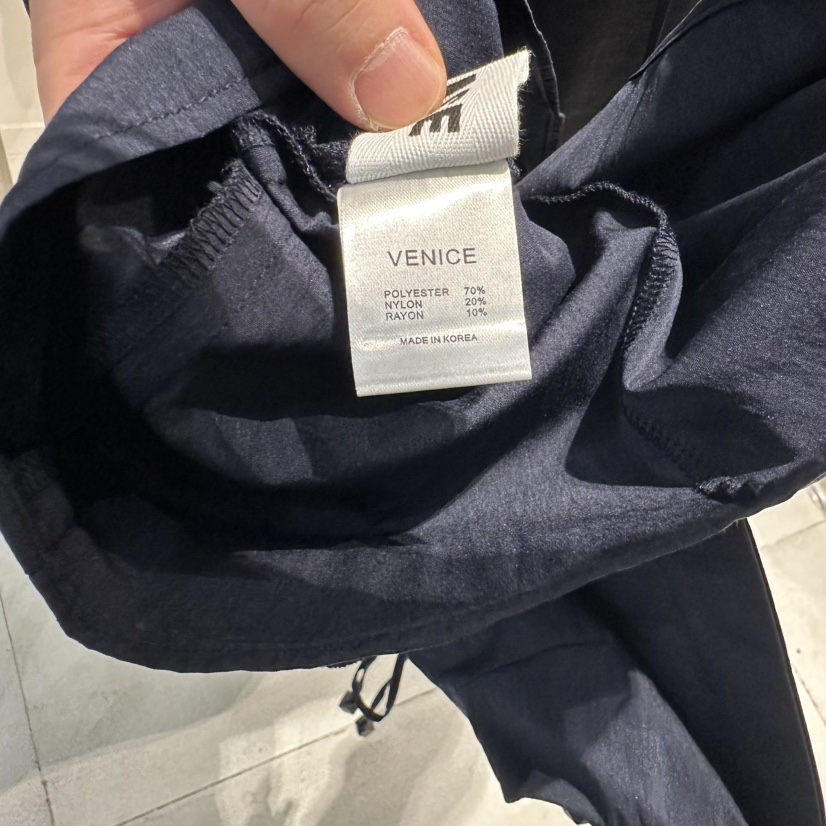 VENICE
POLYESTER 70%
NYLON 20%
RAYON 10%
MADE IN KOREA